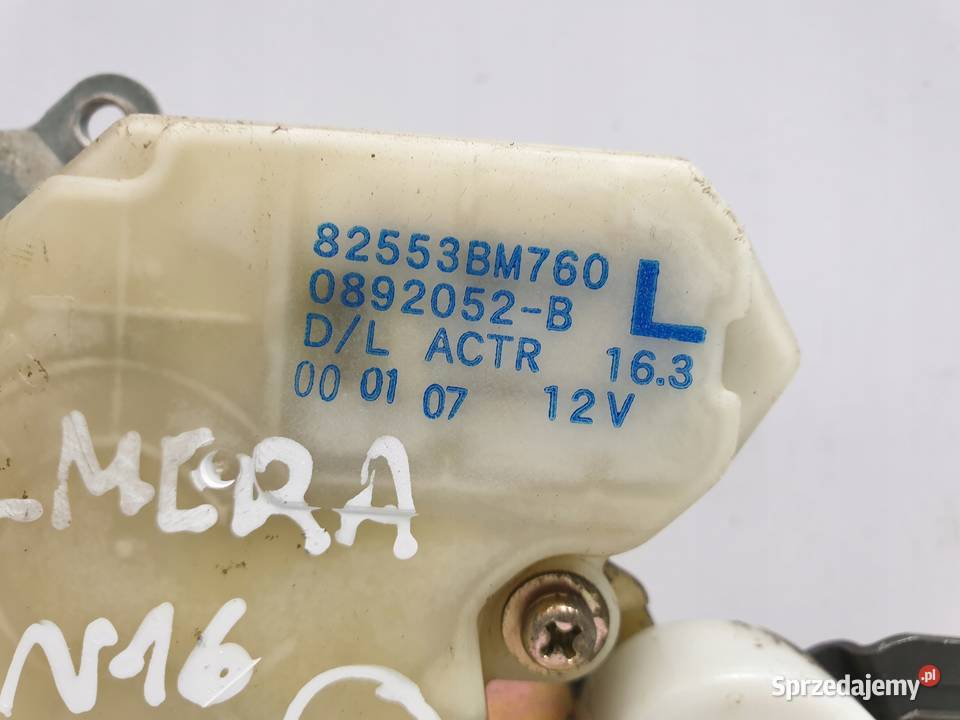 82553BM760
0892052-B
L
D/L ACTR 16.3
00 01 07 12V
MERA
N16
Sprzedajemy.pl